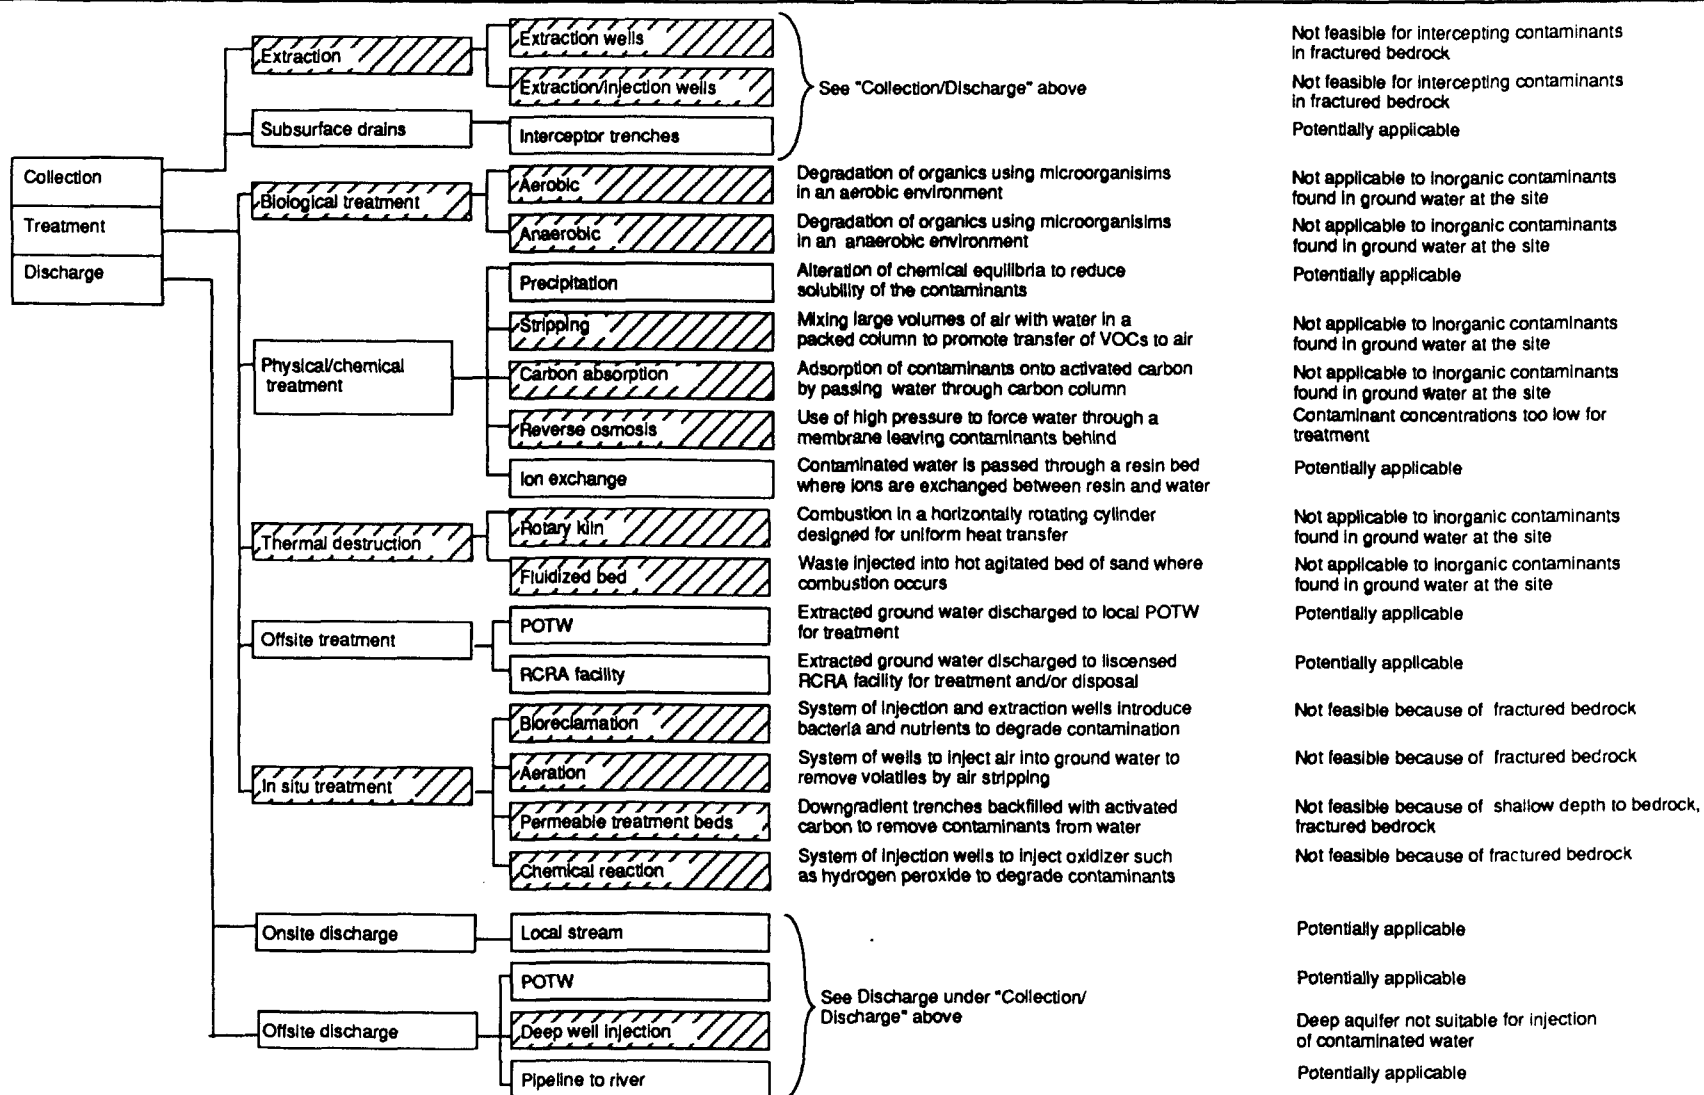 Collection
Treatment
Discharge
Extraction
Extraction wells
Not feasible for intercepting contaminants
in fractured bedrock
Extraction/injection wells
See "Collection/Discharge" above
Not feasible for intercepting contaminants
in fractured bedrock
Subsurface drains
Interceptor trenches
Potentially applicable
Biological treatment
Aerobic
Degradation of organics using microorganisims
in an aerobic environment
Not applicable to inorganic contaminants
found in ground water at the site
Anaerobic
Degradation of organics using microorganisims
in an anaerobic environment
Not applicable to inorganic contaminants
found in ground water at the site
Physical/chemical
treatment
Precipitation
Alteration of chemical equilibria to reduce
solubility of the contaminants
Potentially applicable
Stripping
Mixing large volumes of air with water in a
packed column to promote transfer of VOCs to air
Not applicable to inorganic contaminants
found in ground water at the site
Carbon absorption
Adsorption of contaminants onto activated carbon
by passing water through carbon column
Not applicable to inorganic contaminants
found in ground water at the site
Reverse osmosis
Use of high pressure to force water through a
membrane leaving contaminants behind
Contaminant concentrations too low for
treatment
Ion exchange
Contaminated water is passed through a resin bed
where ions are exchanged between resin and water
Potentially applicable
Thermal destruction
Rotary kiln
Combustion in a horizontally rotating cylinder
designed for uniform heat transfer
Not applicable to inorganic contaminants
found in ground water at the site
Fluidized bed
Waste injected into hot agitated bed of sand where
combustion occurs
Not applicable to inorganic contaminants
found in ground water at the site
Offsite treatment
POTW
Extracted ground water discharged to local POTW
for treatment
Potentially applicable
RCRA facility
Extracted ground water discharged to liscensed
RCRA facility for treatment and/or disposal
Potentially applicable
In situ treatment
Bioreclamation
System of injection and extraction wells introduce
bacteria and nutrients to degrade contamination
Not feasible because of fractured bedrock
Aeration
System of wells to inject air into ground water to
remove volatiles by air stripping
Not feasible because of fractured bedrock
Permeable treatment beds
Downgradient trenches backfilled with activated
carbon to remove contaminants from water
Not feasible because of shallow depth to bedrock,
fractured bedrock
Chemical reaction
System of injection wells to inject oxidizer such
as hydrogen peroxide to degrade contaminants
Not feasible because of fractured bedrock
Onsite discharge
Local stream
Potentially applicable
Offsite discharge
POTW
Potentially applicable
See Discharge under "Collection/
Discharge" above
Deep well injection
Deep aquifer not suitable for injection
of contaminated water
Pipeline to river
Potentially applicable